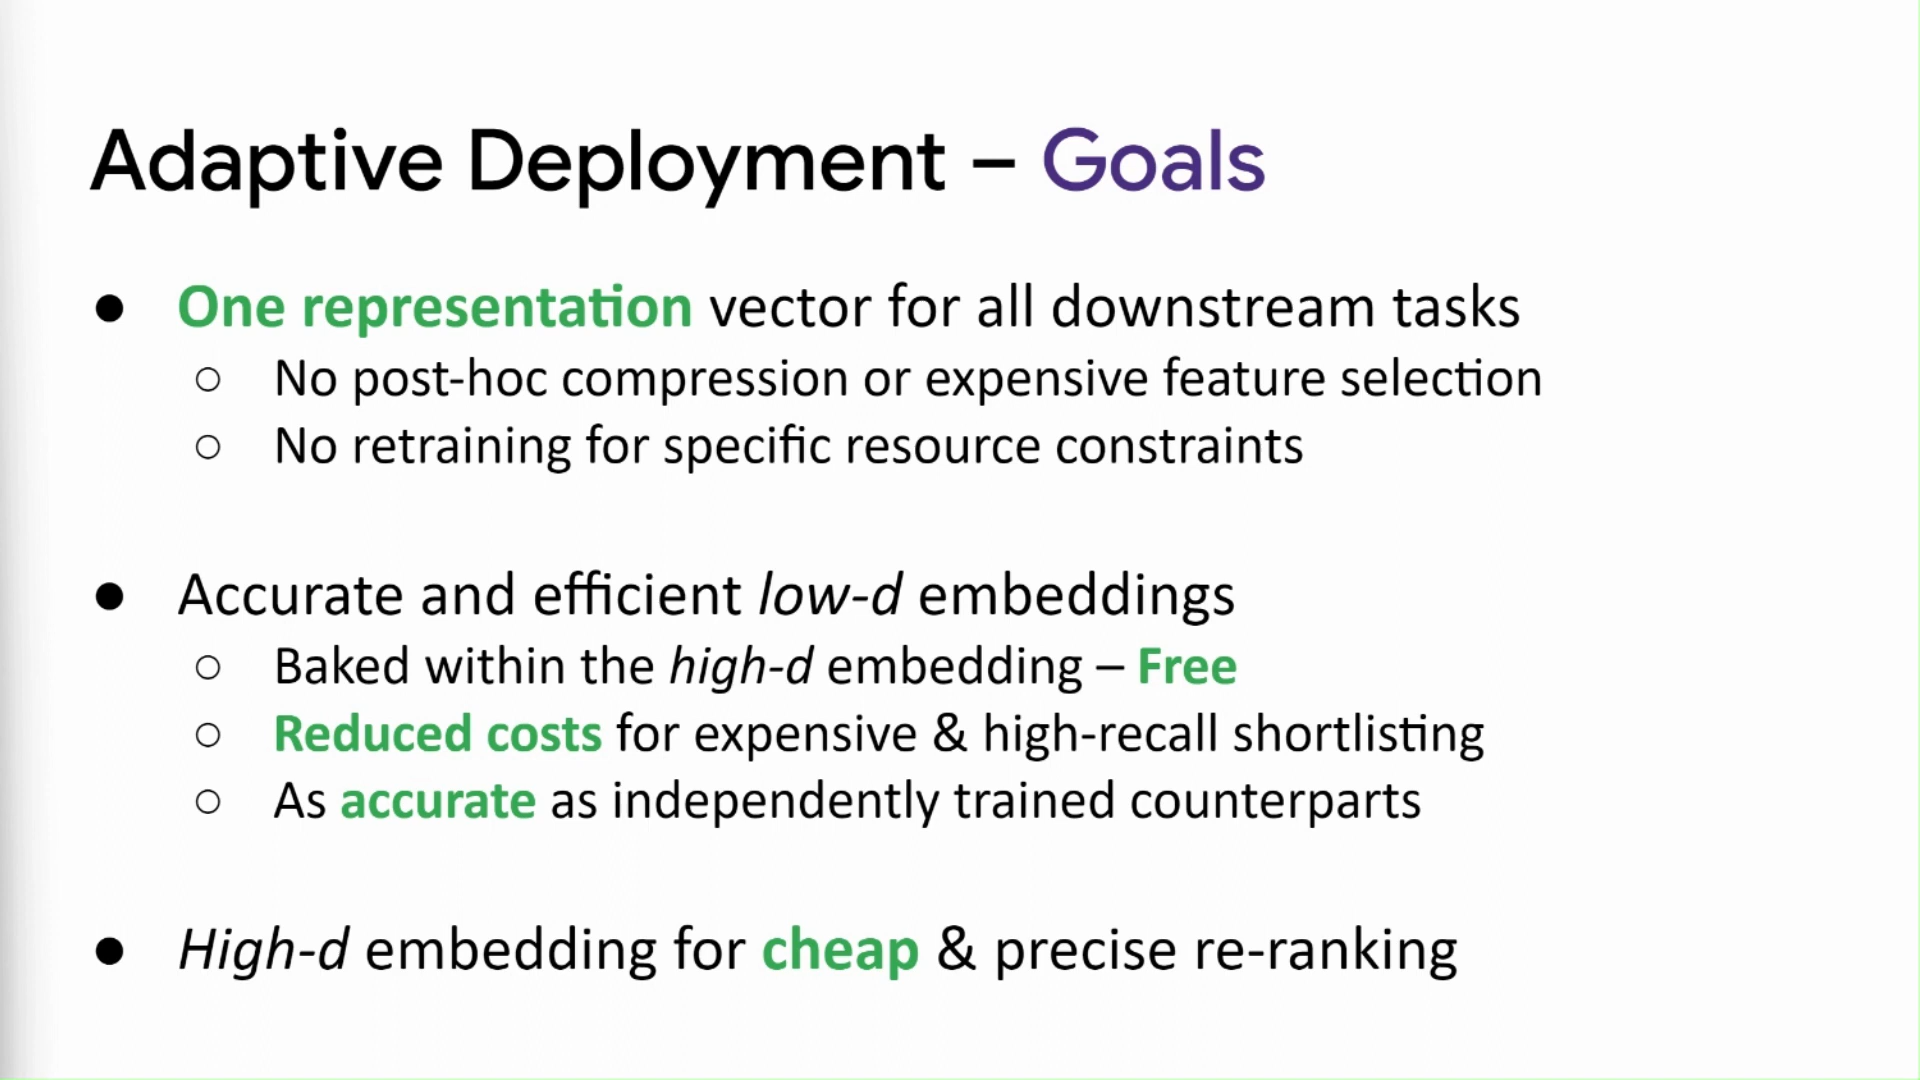 Adaptive Deployment – Goals
● One representation vector for all downstream tasks
○ No post-hoc compression or expensive feature selection
○ No retraining for specific resource constraints
● Accurate and efficient low-d embeddings
○ Baked within the high-d embedding – Free
○ Reduced costs for expensive & high-recall shortlisting
○ As accurate as independently trained counterparts
● High-d embedding for cheap & precise re-ranking